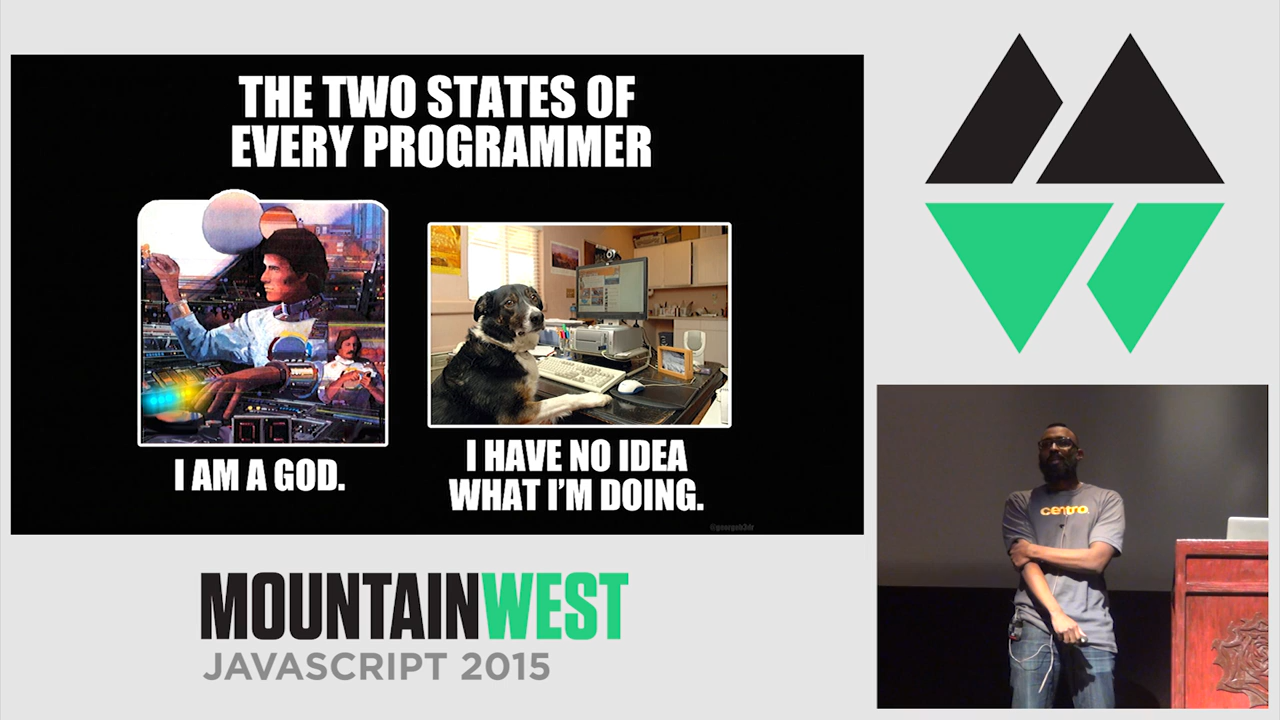 THE TWO STATES OF
EVERY PROGRAMMER
I AM A GOD.
I HAVE NO IDEA
WHAT I'M DOING.
centro.
MOUNTAINWEST
JAVASCRIPT 2015